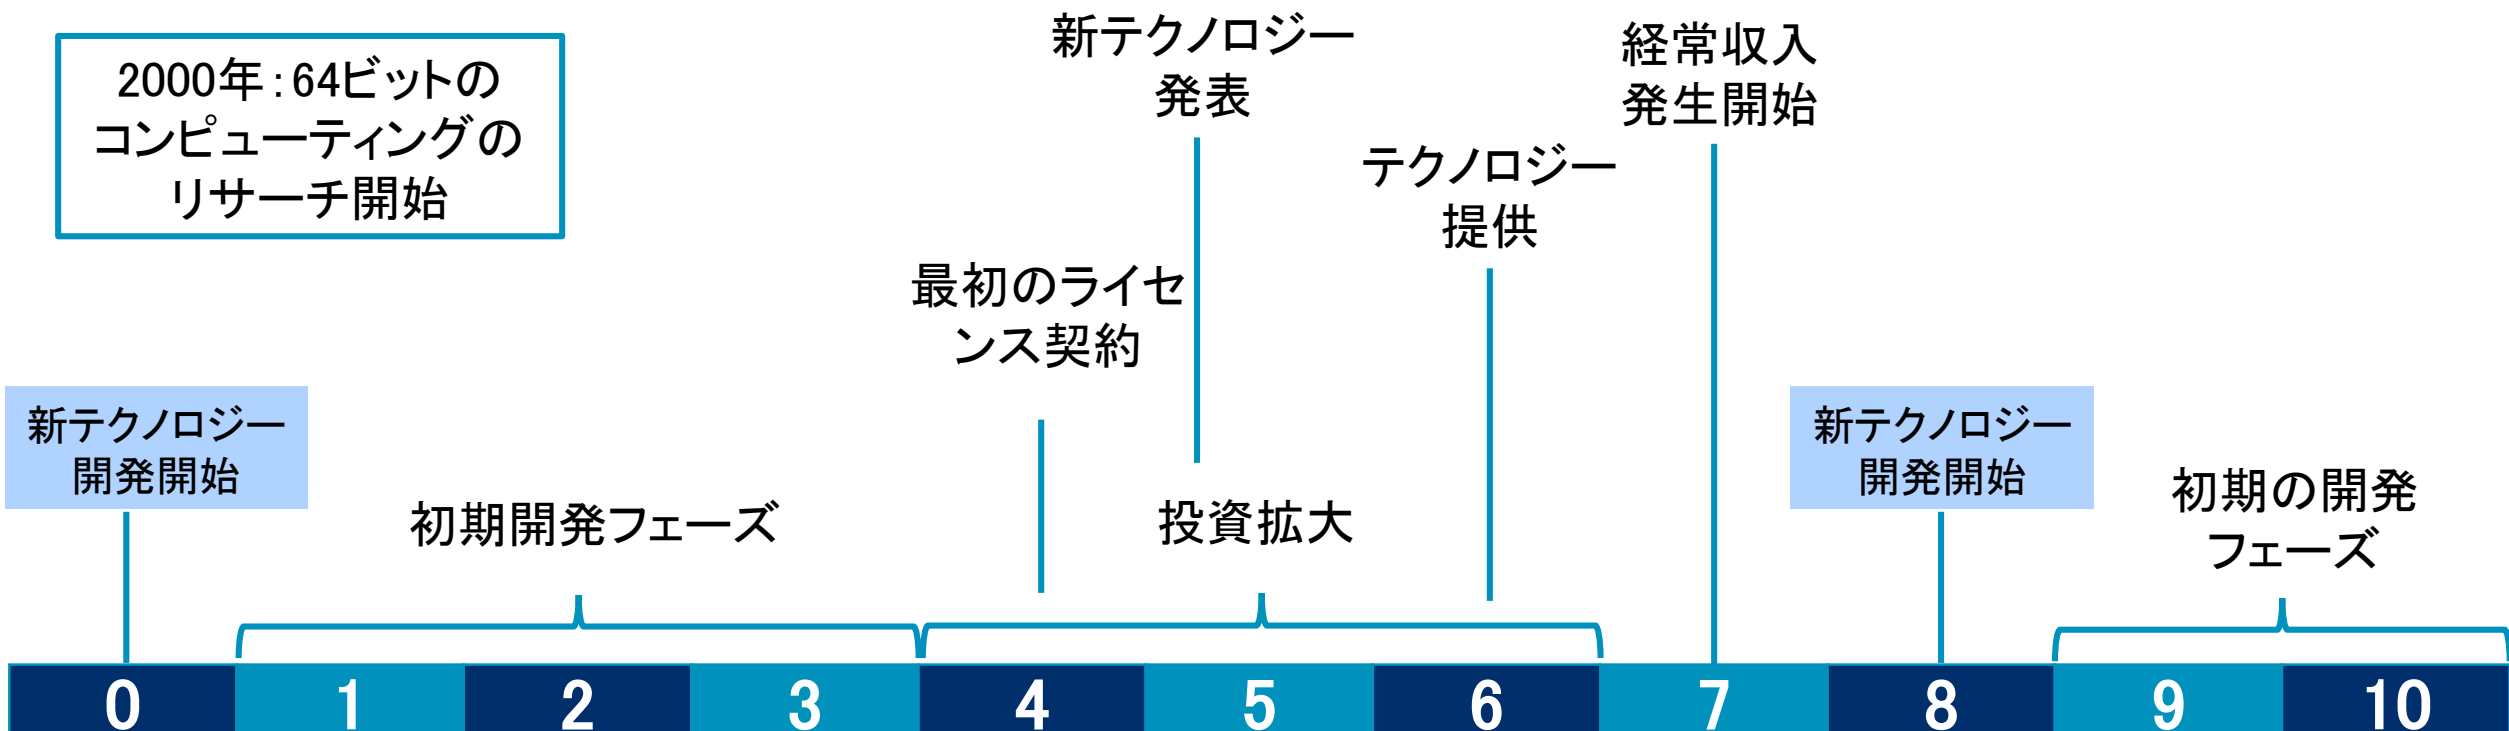 2000年：64ビットの
コンピューティングの
リサーチ開始
新テクノロジー
発表
経常収入
発生開始
テクノロジー
提供
最初のライセ
ンス契約
新テクノロジー
開発開始
初期開発フェーズ
投資拡大
新テクノロジー
開発開始
初期の開発
フェーズ
0 1 2 3 4 5 6 7 8 9 10